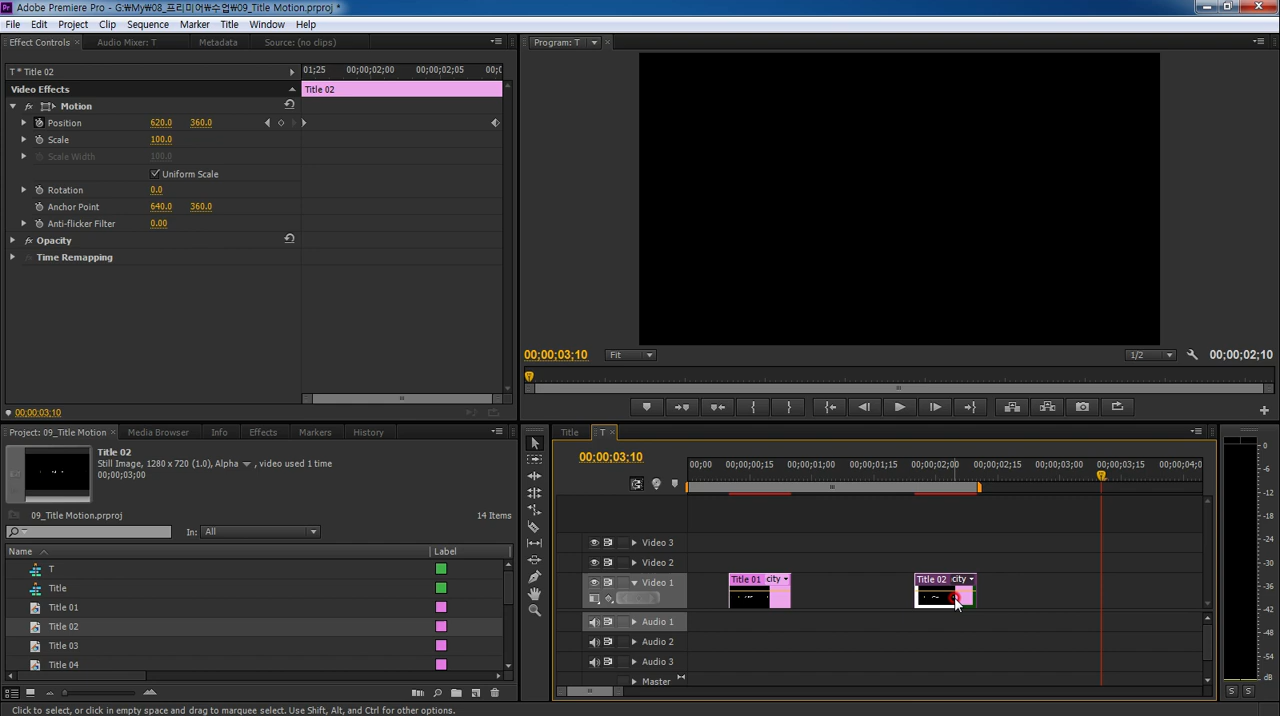 Adobe Premiere Pro - G:₩My₩08_프리미어₩수업₩09_Title Motion.prproj *
File Edit Project Clip Sequence Marker Title Window Help
Effect Controls Audio Mixer: T Metadata Source: (no clips)
T * Title 02
01;25 00;00;02;00 00;00;02;05
Video Effects
Title 02
Motion
Position 620.0 360.0
Scale 100.0
Scale Width 100.0
Uniform Scale
Rotation 0.0
Anchor Point 640.0 360.0
Anti-flicker Filter 0.00
Opacity
Time Remapping
00;00;03;10
Program: T
00;00;03;10 Fit 1/2 00;00;02;10
Project: 09_Title Motion Media Browser Info Effects Markers History
Title 02
Still Image, 1280 x 720 (1.0), Alpha , video used 1 time
00;00;03;00
09_Title Motion.prproj 14 Items
In: All
Name Label
T
Title
Title 01
Title 02
Title 03
Title 04
Title T
00;00;03;10
00;00 00;00;00;15 00;00;01;00 00;00;01;15 00;00;02;00 00;00;02;15 00;00;03;00 00;00;03;15 00;00;04;0
Video 3
Video 2
Video 1
Title 01 city
Title 02 city
Audio 1
Audio 2
Audio 3
Master
0
-6
-12
-18
-24
-30
-36
-42
-48
-54
dB
S S
Click to select, or click in empty space and drag to marquee select. Use Shift, Alt, and Ctrl for other options.